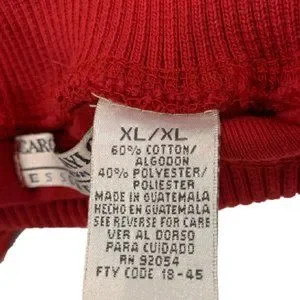 XL/XL
60% COTTON/
ALGODON
40% POLYESTER/
POLIESTER
MADE IN GUATEMALA
HECHO EN GUATEMALA
SEE REVERSE FOR CARE
VER AL DORSO
PARA CUIDADO
RN 92054
FTY CODE 18-45